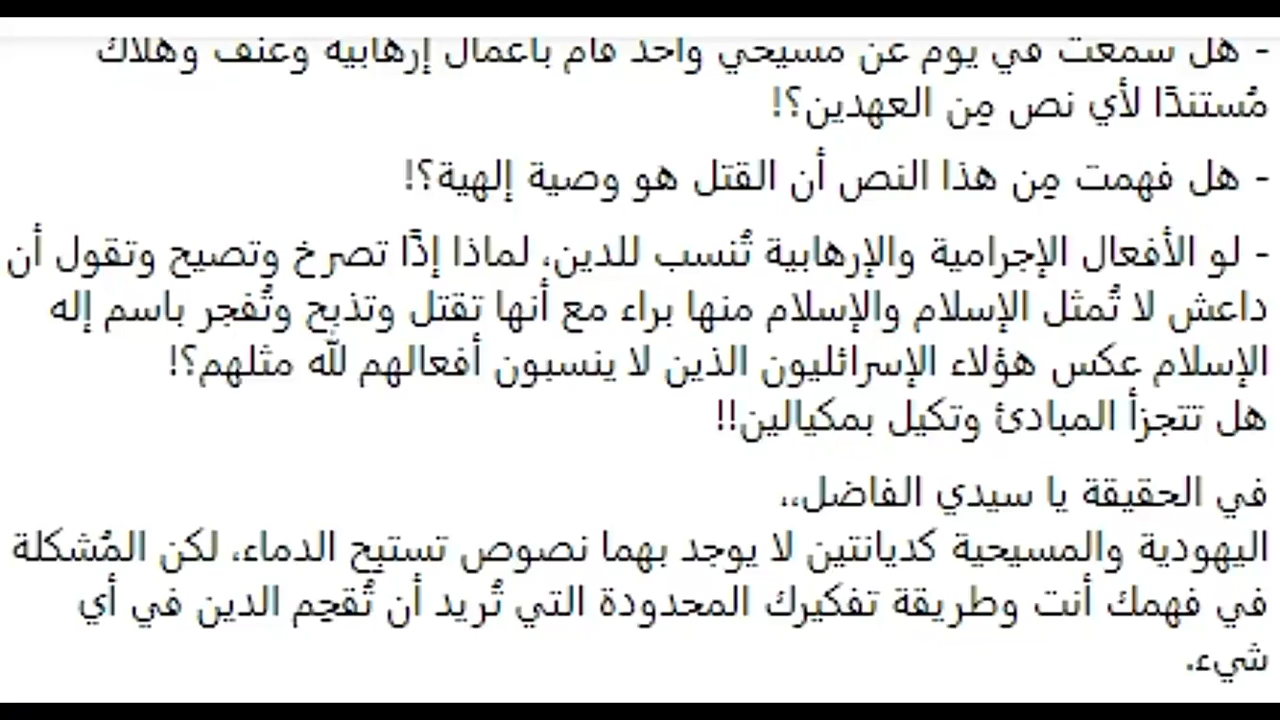 - هل سمعت في يوم عن مسيحي واحد قام بأعمال إرهابية وعنف وهلاك
مُستندًا لأي نص مِن العهدين؟!
- هل فهمت مِن هذا النص أن القتل هو وصية إلهية؟!
- لو الأفعال الإجرامية والإرهابية تُنسب للدين، لماذا إذًا تصرخ وتصيح وتقول أن
داعش لا تُمثل الإسلام والإسلام منها براء مع أنها تقتل وتذبح وتُفجر باسم إله
الإسلام عكس هؤلاء الإسرائليون الذين لا ينسبون أفعالهم لله مثلهم؟!
هل تتجزأ المبادئ وتكيل بمكيالين!!
في الحقيقة يا سيدي الفاضل،،
اليهودية والمسيحية كديانتين لا يوجد بهما نصوص تستبح الدماء، لكن المُشكلة
في فهمك أنت وطريقة تفكيرك المحدودة التي تُريد أن تُقحِم الدين في أي
شيء.